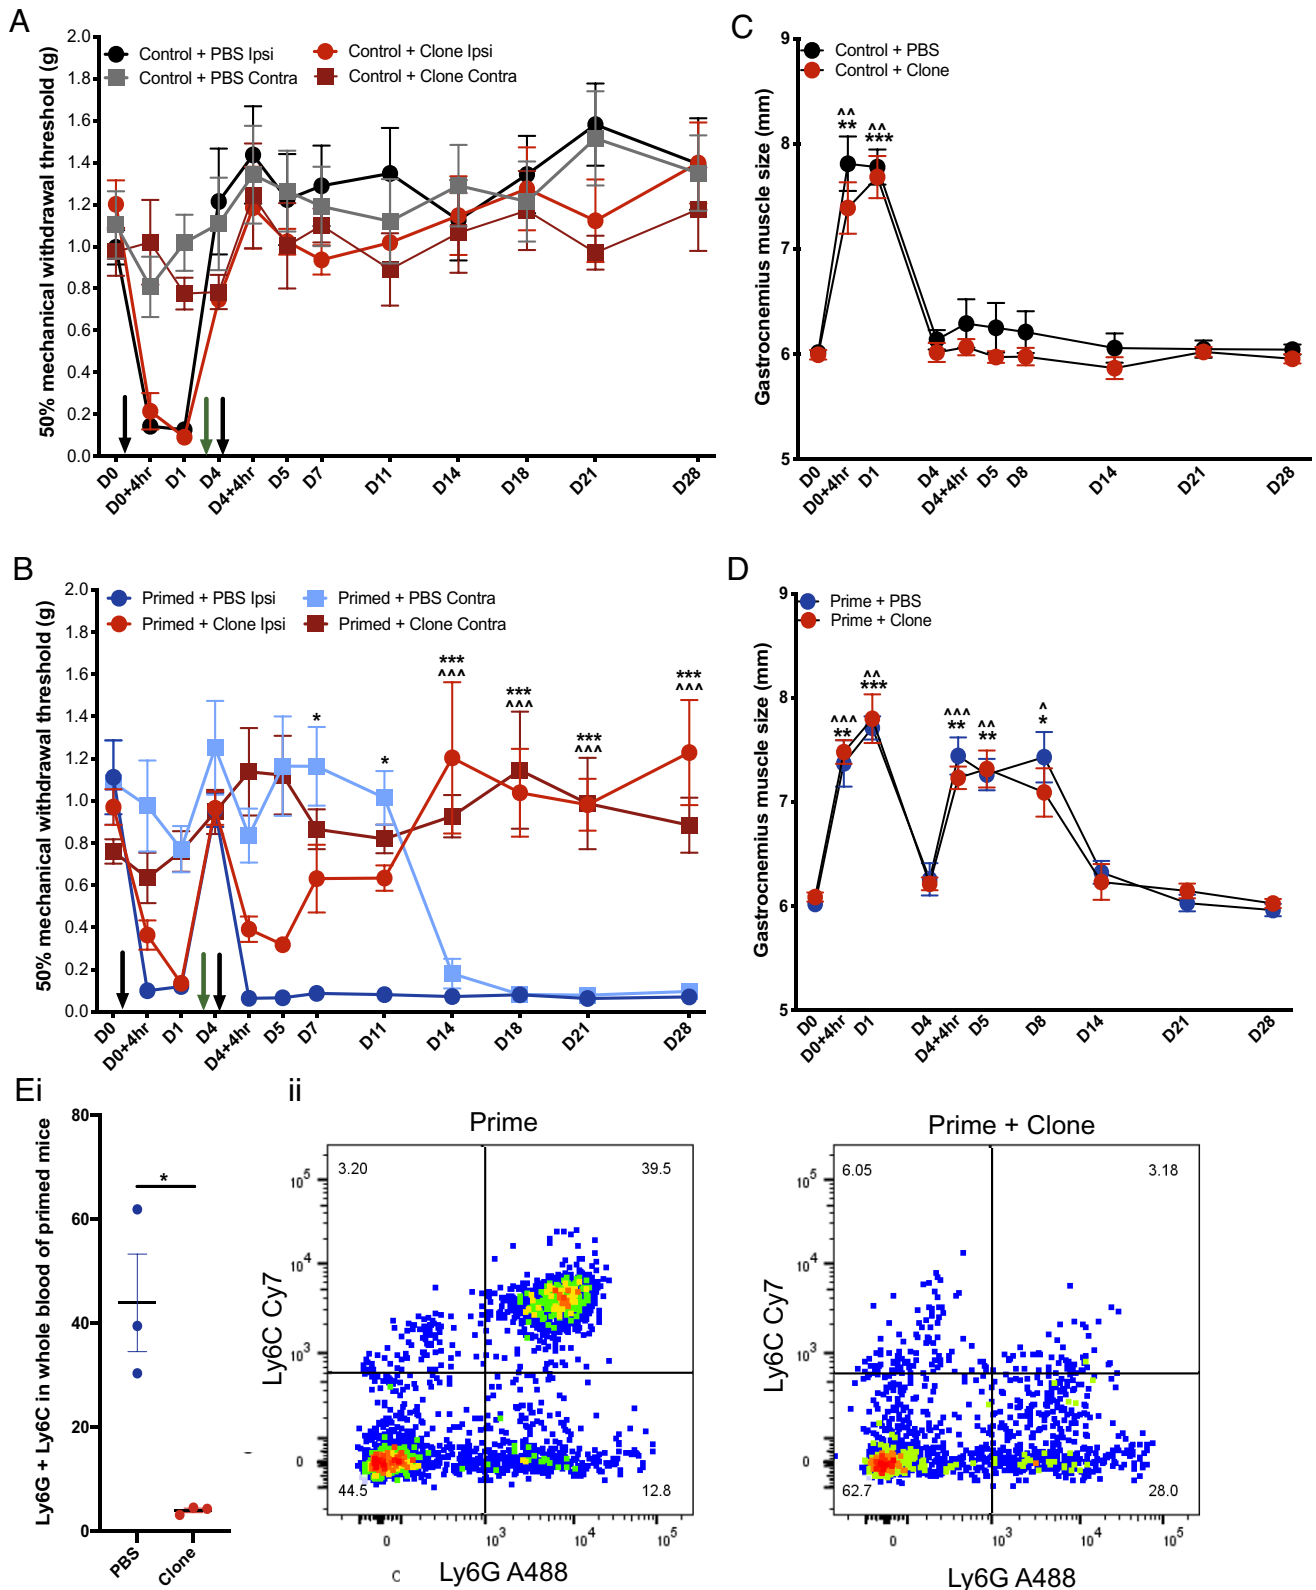 A
50% mechanical withdrawal threshold (g)
2.0
1.8
1.6
1.4
1.2
1.0
0.8
0.6
0.4
0.2
0.0
Control + PBS Ipsi
Control + PBS Contra
Control + Clone Ipsi
Control + Clone Contra
D0
D0+4hr
D1
D4
D4+4hr
D5
D7
D11
D14
D18
D21
D28
C
Gastrocnemius muscle size (mm)
9
8
7
6
5
Control + PBS
Control + Clone
^^
**
^^
***
D0
D0+4hr
D1
D4
D4+4hr
D5
D8
D14
D21
D28
B
50% mechanical withdrawal threshold (g)
2.0
1.8
1.6
1.4
1.2
1.0
0.8
0.6
0.4
0.2
0.0
Primed + PBS Ipsi
Primed + Clone Ipsi
Primed + PBS Contra
Primed + Clone Contra
*
*
***
^^^
***
^^^
***
^^^
***
^^^
D0
D0+4hr
D1
D4
D4+4hr
D5
D7
D11
D14
D18
D21
D28
D
Gastrocnemius muscle size (mm)
9
8
7
6
5
Prime + PBS
Prime + Clone
^^^
**
^^
***
^^^
**
^^
**
^
*
D0
D0+4hr
D1
D4
D4+4hr
D5
D8
D14
D21
D28
Ei
Ly6G + Ly6C in whole blood of primed mice
80
60
40
20
0
*
PBS
Clone
ii
Prime
3.20
39.5
44.5
12.8
Ly6C Cy7
10^5
10^4
10^3
0
0
10^3
10^4
10^5
Ly6G A488
c
Prime + Clone
6.05
3.18
62.7
28.0
Ly6C Cy7
10^5
10^4
10^3
0
0
10^3
10^4
10^5
Ly6G A488